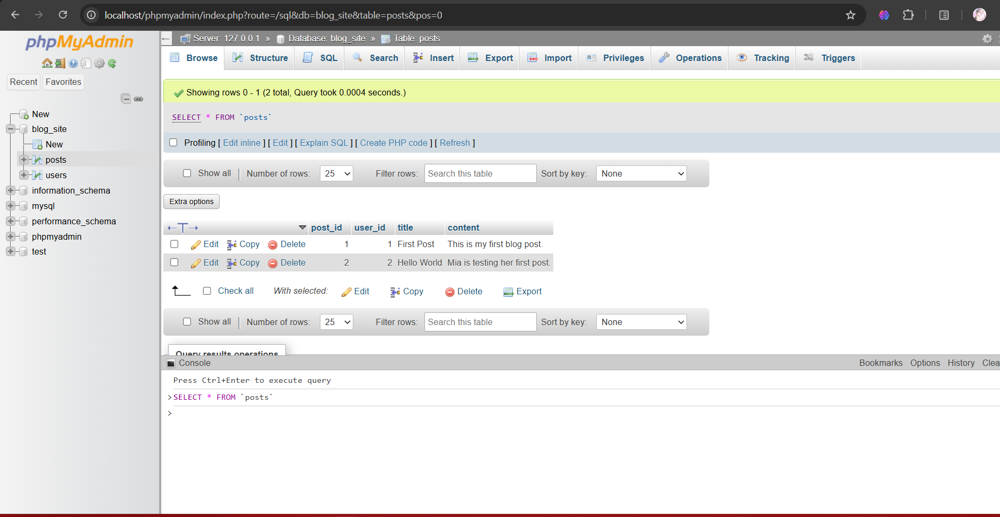 localhost/phpmyadmin/index.php?route=/sql&db=blog_site&table=posts&pos=0
phpMyAdmin
Recent Favorites
New
blog_site
New
posts
users
information_schema
mysql
performance_schema
phpmyadmin
test
Server: 127.0.0.1 » Database: blog_site » Table: posts
Browse Structure SQL Search Insert Export Import Privileges Operations Tracking Triggers
Showing rows 0 - 1 (2 total, Query took 0.0004 seconds.)
SELECT * FROM `posts`
Profiling [ Edit inline ] [ Edit ] [ Explain SQL ] [ Create PHP code ] [ Refresh ]
Show all Number of rows: 25 Filter rows: Search this table Sort by key: None
Extra options
post_id user_id title content
Edit Copy Delete 1 1 First Post This is my first blog post.
Edit Copy Delete 2 2 Hello World Mia is testing her first post.
Check all With selected: Edit Copy Delete Export
Show all Number of rows: 25 Filter rows: Search this table Sort by key: None
Query results operations
Console Bookmarks Options History Clea
Press Ctrl+Enter to execute query
>SELECT * FROM `posts`
>